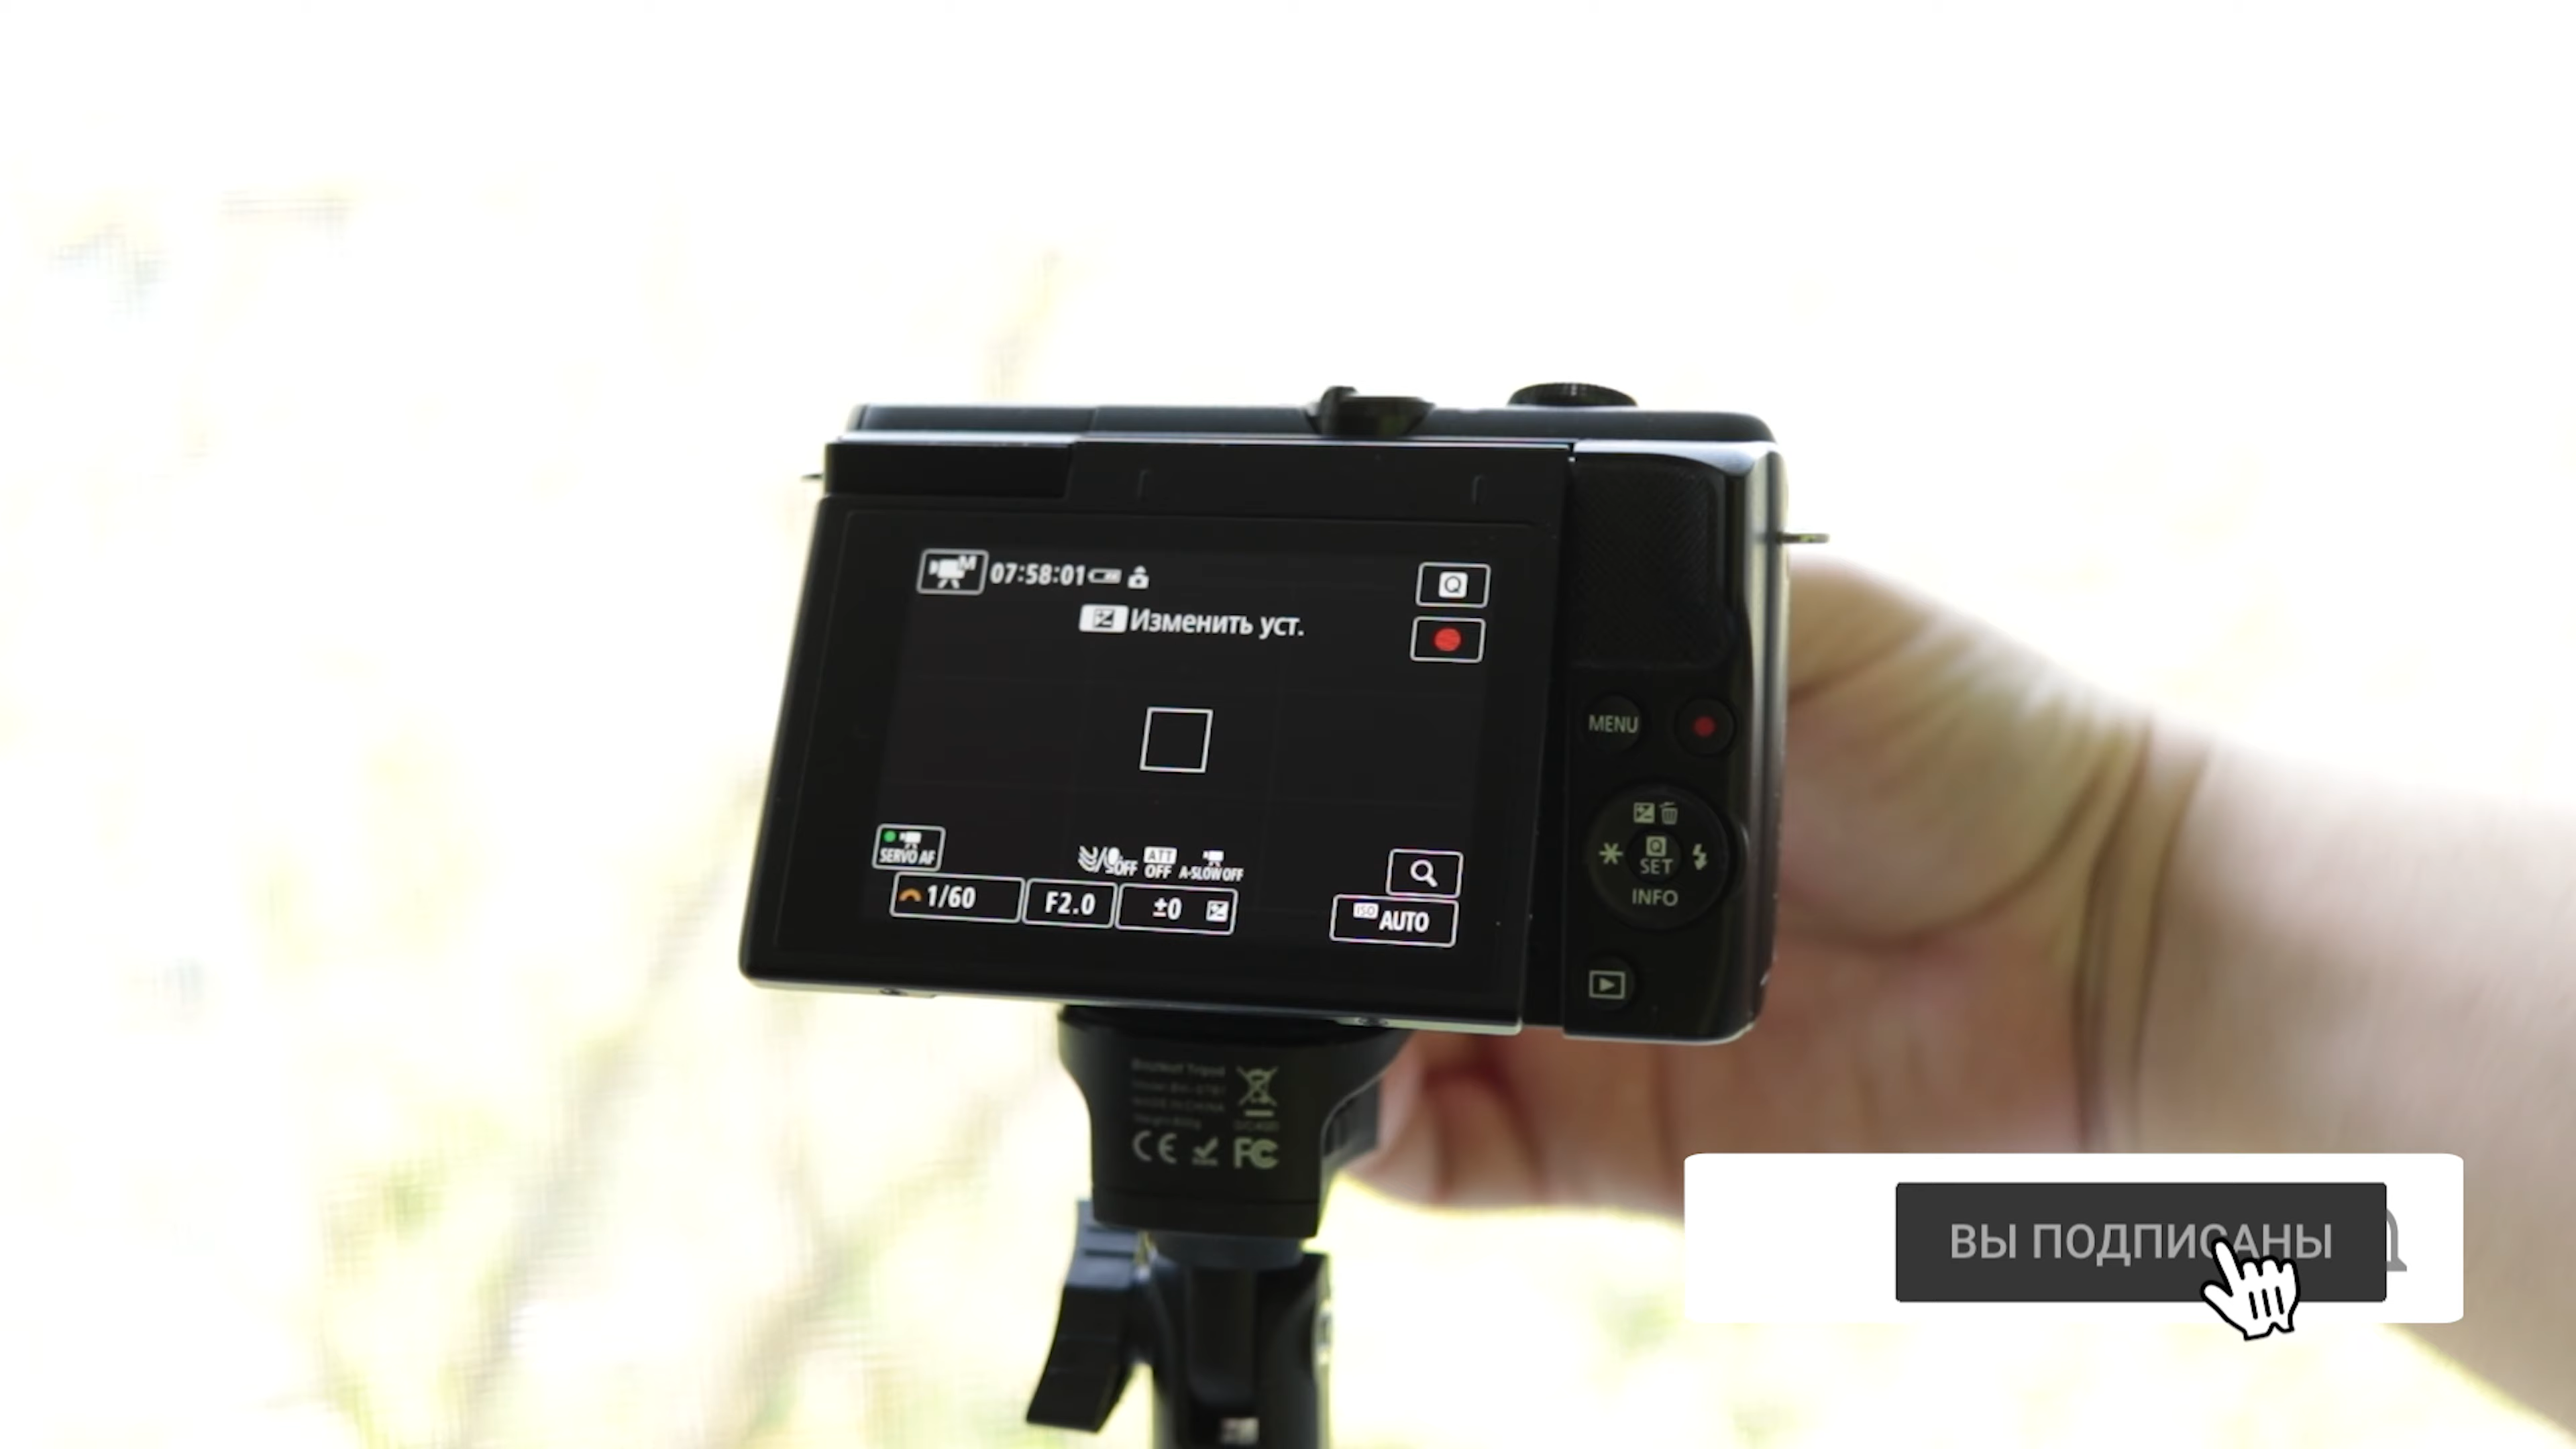 M 07:58:01
Q
Изменить уст.
MENU
SERVO AF
OFF ATT OFF A-SLOW OFF
1/60 F2.0 ±0
ISO AUTO
Q
SET
INFO
CE FC
ВЫ ПОДПИСАНЫ